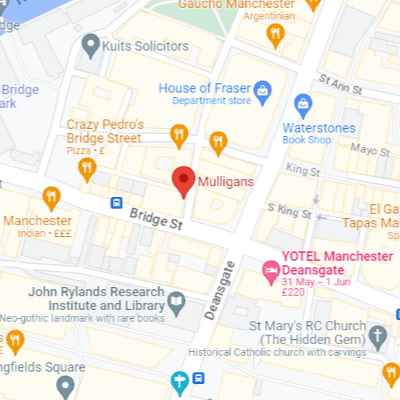 Gaucho Manchester
Argentinian
Kuits Solicitors
Bridge
House of Fraser
Department store
St Ann St
Waterstones
Book Shop
Crazy Pedro's
Bridge Street
Pizza • £
Mayo St
King St
Mulligans
S King St
El Ga
Tapas Ma
Sp
Manchester
Indian • £££
Bridge St
YOTEL Manchester
Deansgate
31 May – 1 Jun
£220
Deansgate
John Rylands Research
Institute and Library
Neo-gothic landmark with rare books
St Mary's RC Church
(The Hidden Gem)
Historical Catholic church with carvings
ngfields Square